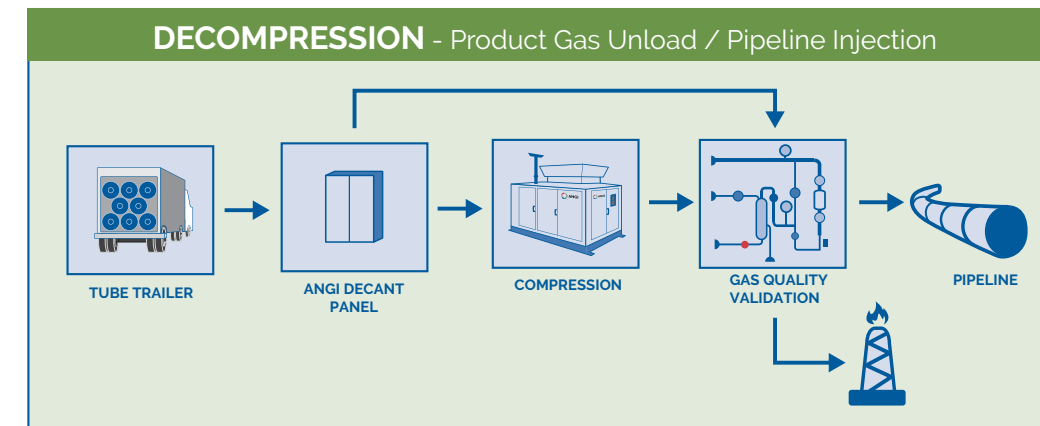 DECOMPRESSION - Product Gas Unload / Pipeline Injection
TUBE TRAILER
ANGI DECANT
PANEL
COMPRESSION
GAS QUALITY
VALIDATION
PIPELINE